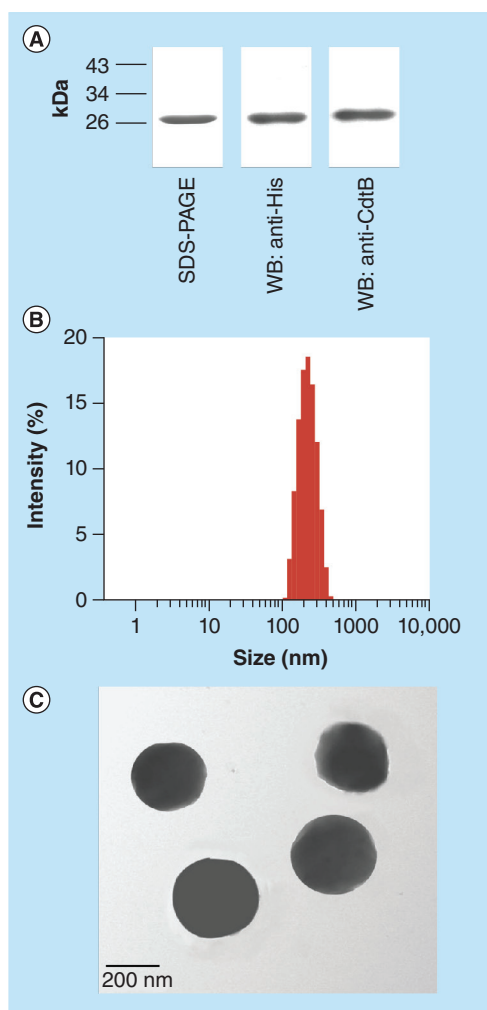 A
kDa
43
34
26
SDS-PAGE
WB: anti-His
WB: anti-CdtB
B
Intensity (%)
20
15
10
5
0
1 10 100 1000 10,000
Size (nm)
C
200 nm